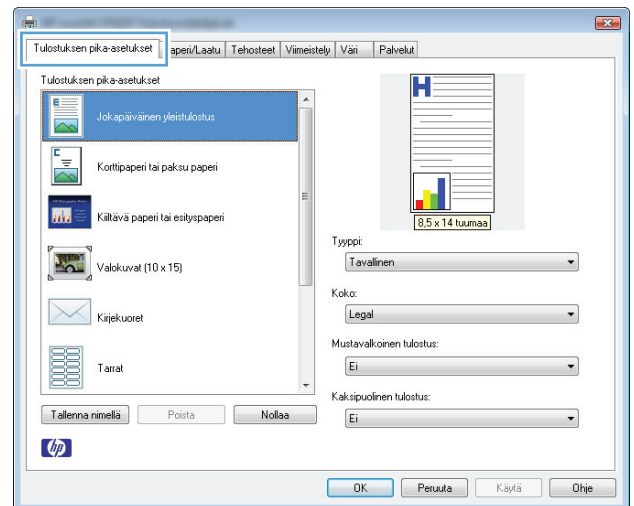 Tulostuksen pika-asetukset
aperi/Laatu
Tehosteet
Viimeistely
Väri
Palvelut
Tulostuksen pika-asetukset
Jokapäiväinen yleistulostus
Korttipaperi tai paksu paperi
Kiiltävä paperi tai esityspaperi
Valokuvat (10 x 15)
Kirjekuoret
Tarrat
Tallenna nimellä
Poista
Nollaa
hp
H
8,5 x 14 tuumaa
Tyyppi:
Tavallinen
Koko:
Legal
Mustavalkoinen tulostus:
Ei
Kaksipuolinen tulostus:
Ei
OK
Peruuta
Käytä
Ohje